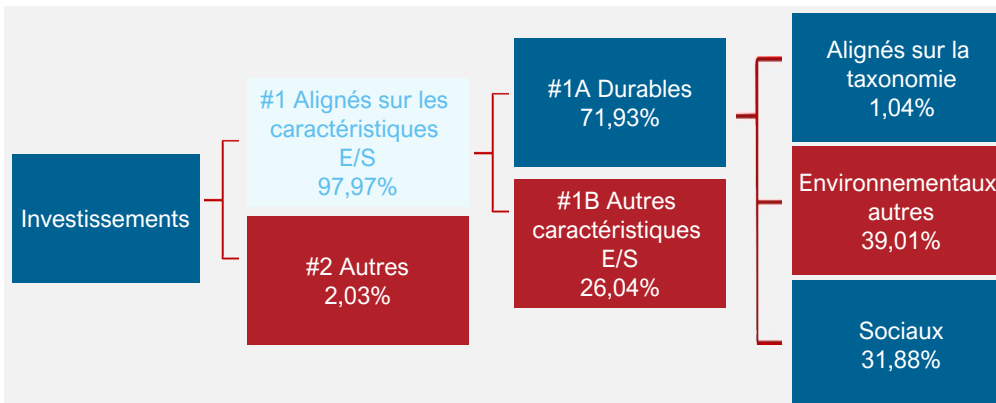 Investissements
#1 Alignés sur les
caractéristiques
E/S
97,97%
#2 Autres
2,03%
#1A Durables
71,93%
#1B Autres
caractéristiques
E/S
26,04%
Alignés sur la
taxonomie
1,04%
Environnementaux
autres
39,01%
Sociaux
31,88%